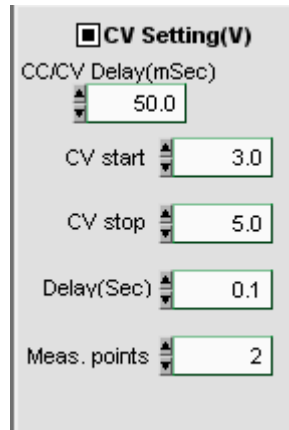 CV Setting(V)
CC/CV Delay(mSec)
50.0
CV start 3.0
CV stop 5.0
Delay(Sec) 0.1
Meas. points 2